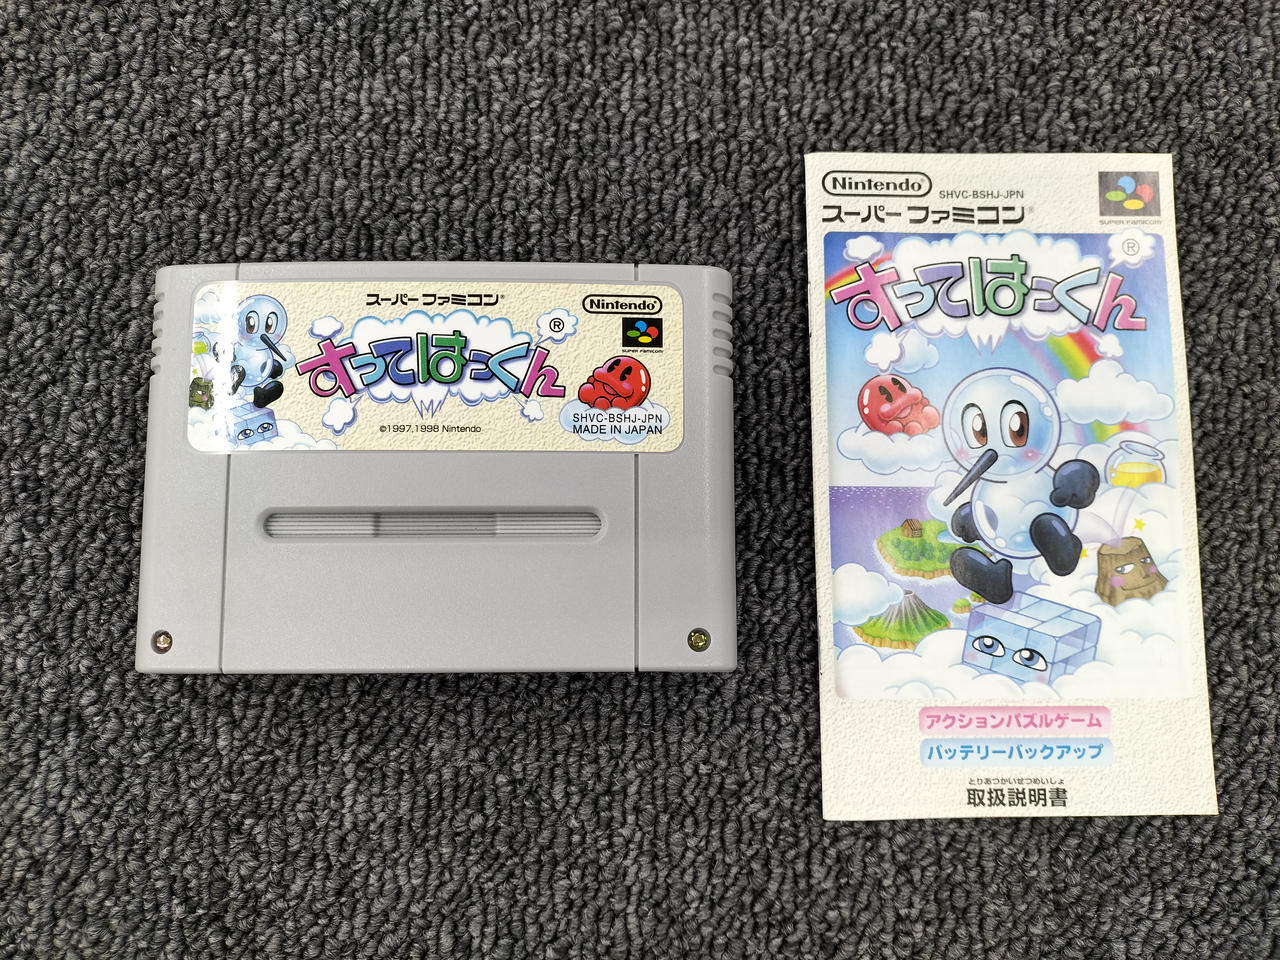 スーパーファミコン®
Nintendo®
すってはっくん®
SUPER FAMICOM
©1997,1998 Nintendo
SHVC-BSHJ-JPN
MADE IN JAPAN
Nintendo®
SHVC-BSHJ-JPN
スーパーファミコン®
SUPER FAMICOM
すってはっくん®
アクションパズルゲーム
バッテリーバックアップ
とりあつかいせつめいしょ
取扱説明書